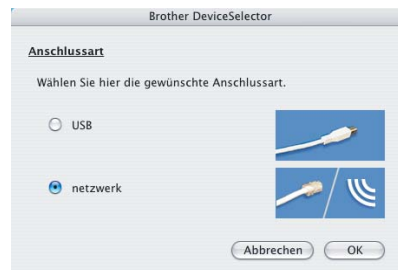 Brother DeviceSelector
Anschlussart
Wählen Sie hier die gewünschte Anschlussart.
USB
netzwerk
Abbrechen OK